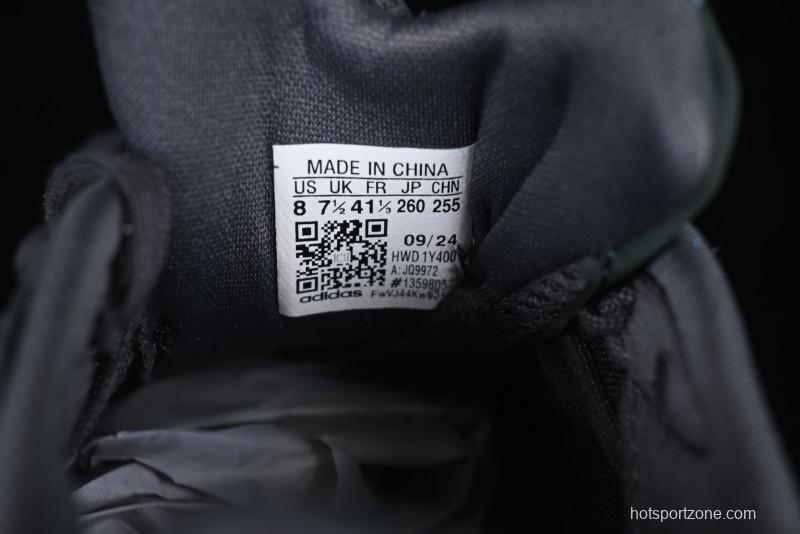 MADE IN CHINA
US UK FR JP CHN
8 7½ 41⅓ 260 255
09/24
HWD 1Y400
A: JQ9972
adidas
hotsportzone.com